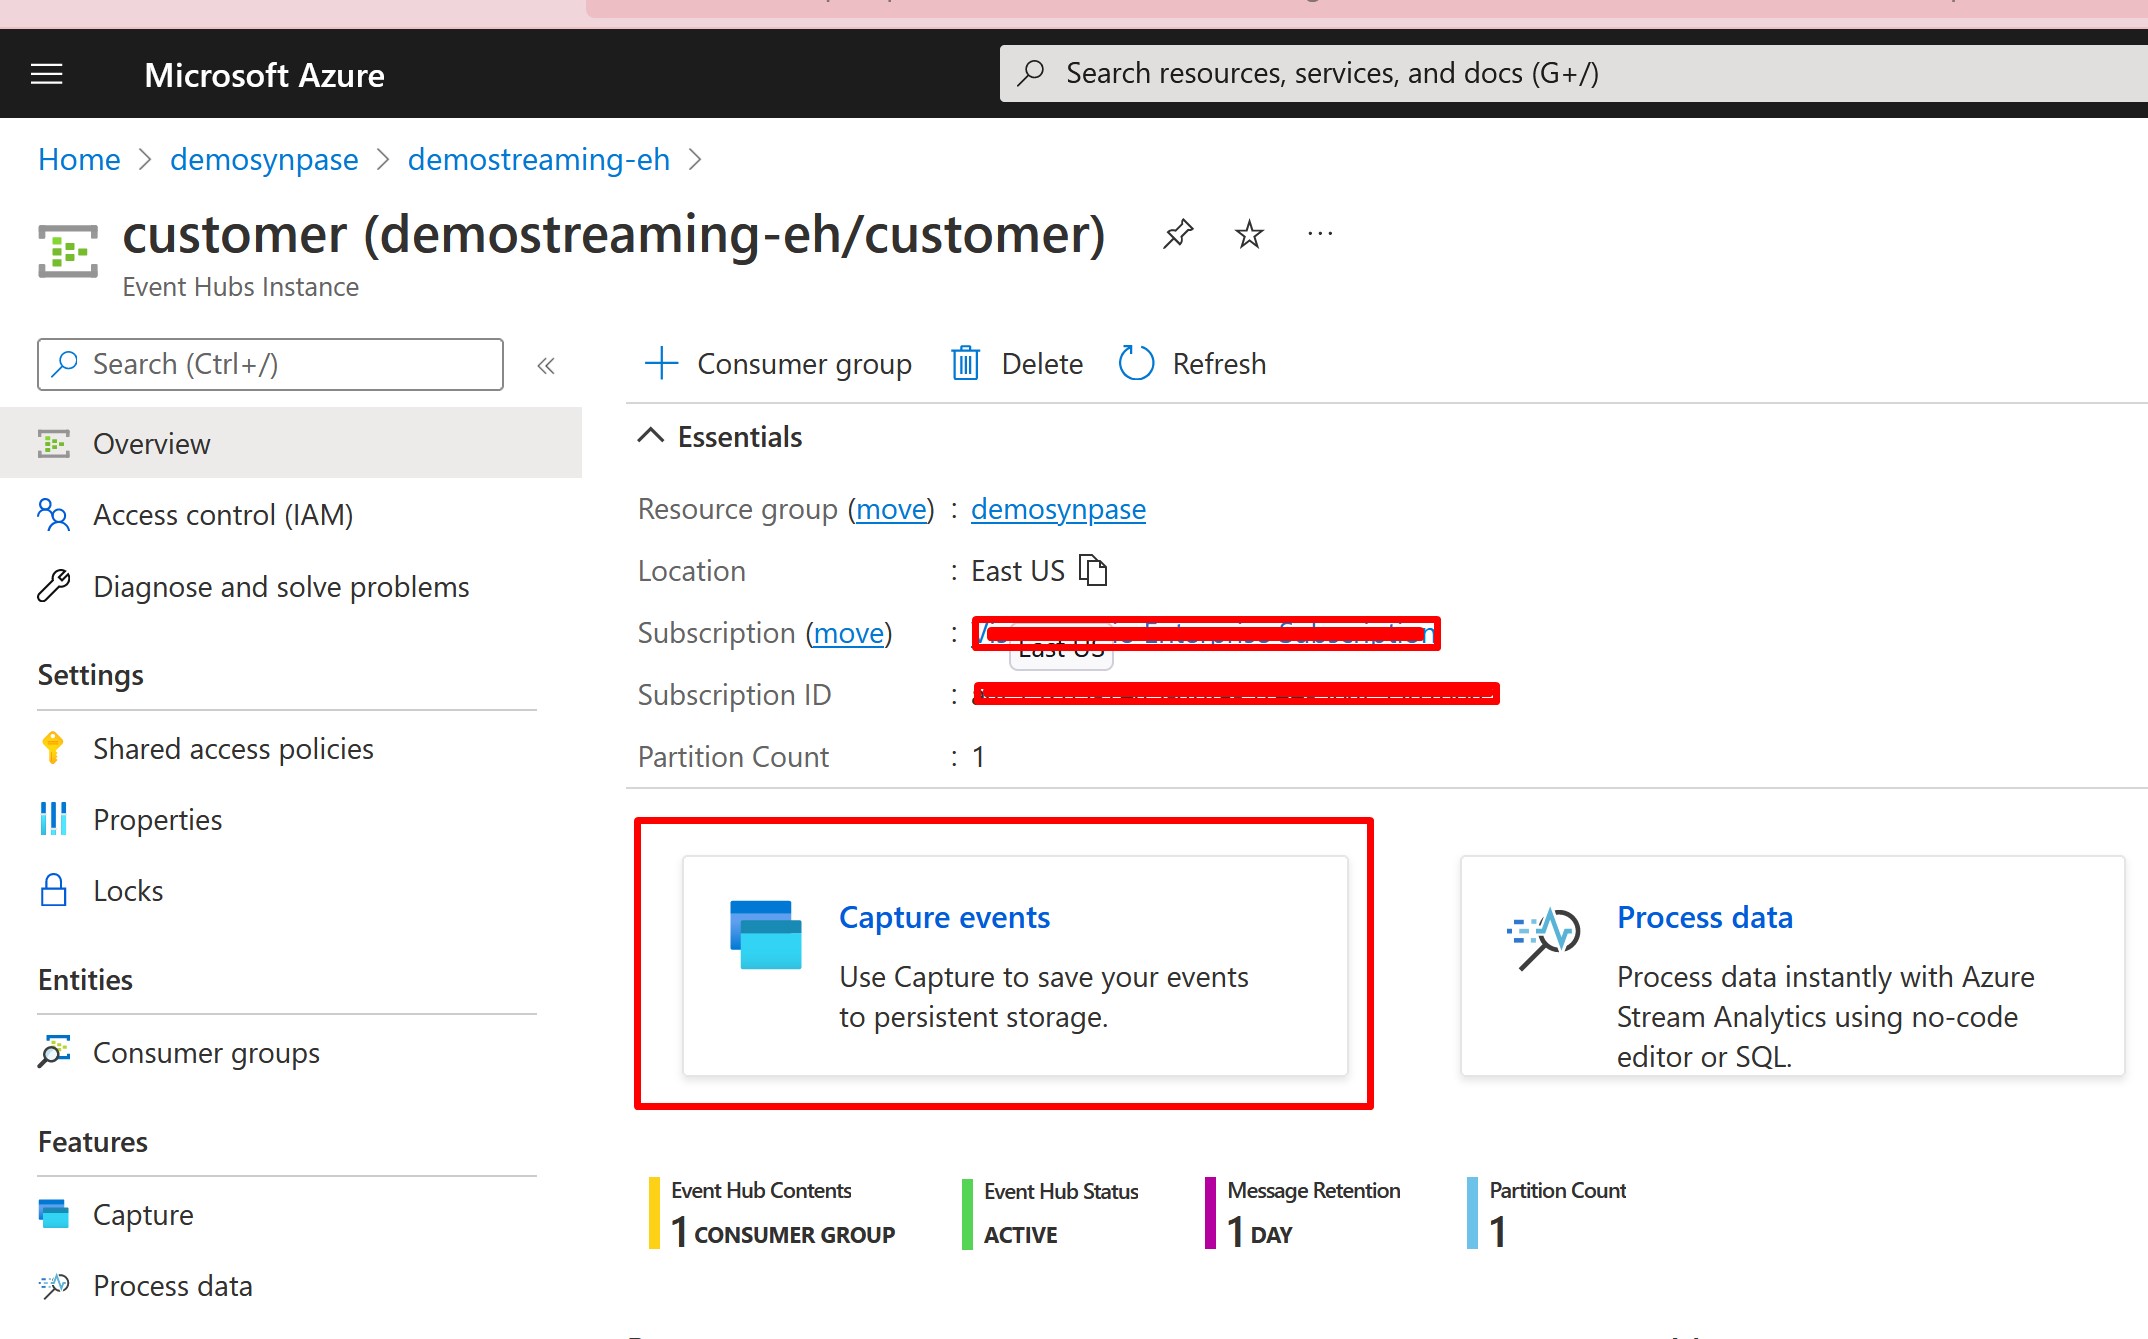 Microsoft Azure
Search resources, services, and docs (G+/)
Home > demosynpase > demostreaming-eh >
customer (demostreaming-eh/customer)
Event Hubs Instance
Search (Ctrl+/)
Consumer group
Delete
Refresh
Overview
Access control (IAM)
Diagnose and solve problems
Settings
Shared access policies
Properties
Locks
Entities
Consumer groups
Features
Capture
Process data
Essentials
Resource group (move) : demosynpase
Location : East US
Subscription (move) : Enterprise Subscription
East US
Subscription ID :
Partition Count : 1
Capture events
Use Capture to save your events
to persistent storage.
Process data
Process data instantly with Azure
Stream Analytics using no-code
editor or SQL.
Event Hub Contents
1 CONSUMER GROUP
Event Hub Status
ACTIVE
Message Retention
1 DAY
Partition Count
1